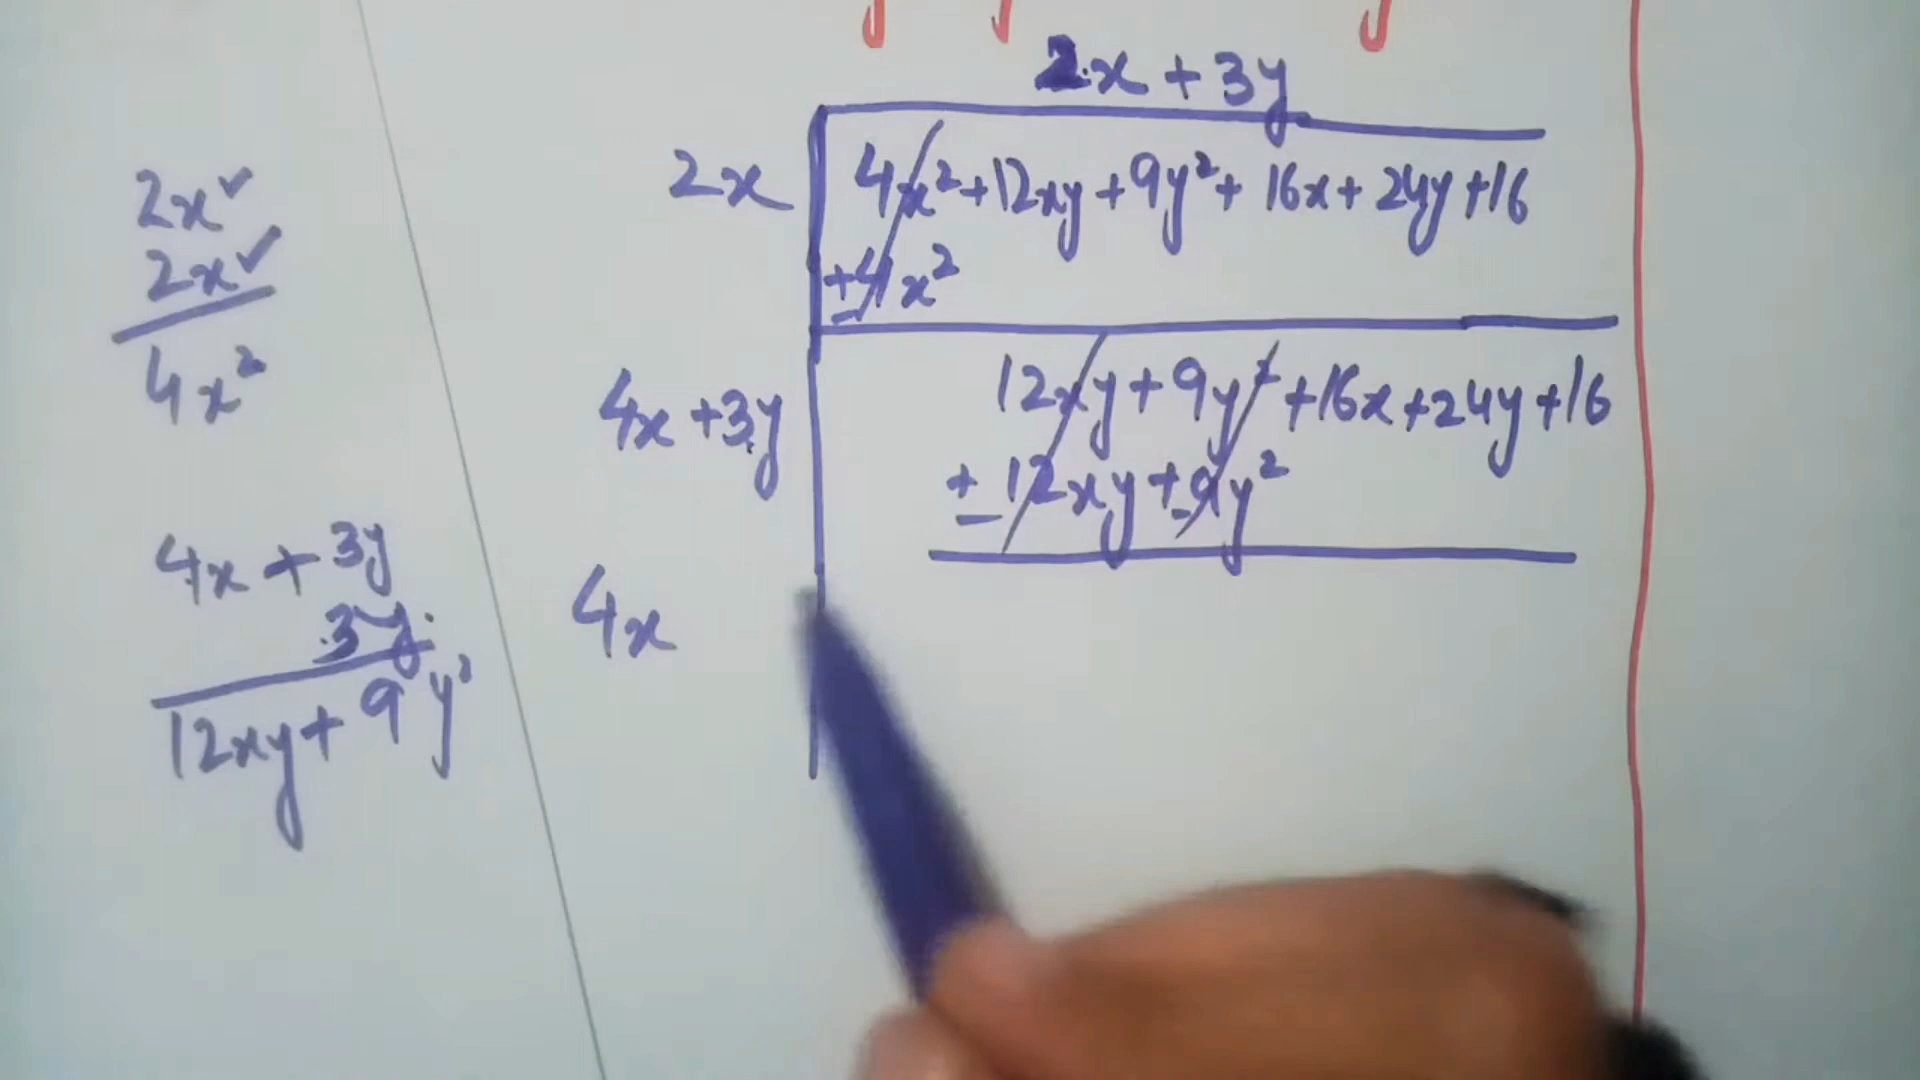 2x + 3y
2x 4x² + 12xy + 9y² + 16x + 24y + 16
± 4x²
4x + 3y 12xy + 9y² + 16x + 24y + 16
± 12xy ± 9y²
4x
2x ✓
2x ✓
4x²
4x + 3y
3y
12xy + 9y²